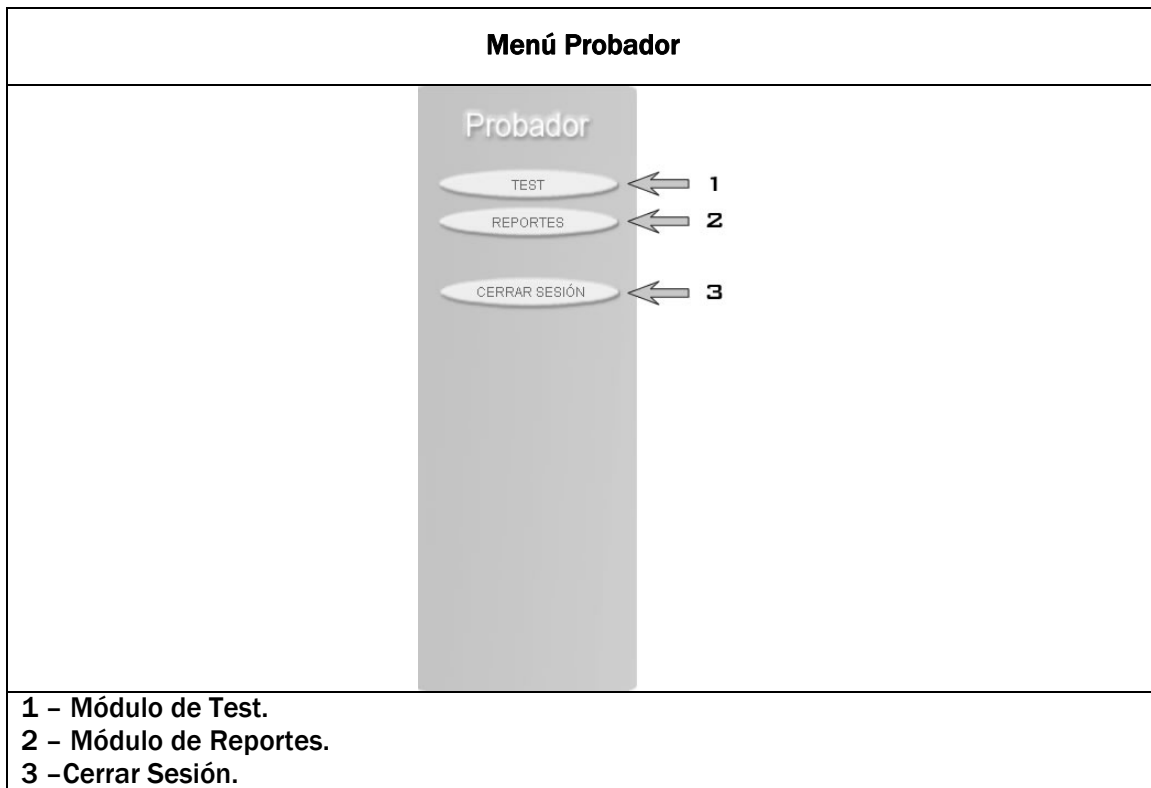 Menú Probador
Probador
TEST 1
REPORTES 2
CERRAR SESIÓN 3
1 – Módulo de Test.
2 – Módulo de Reportes.
3 –Cerrar Sesión.